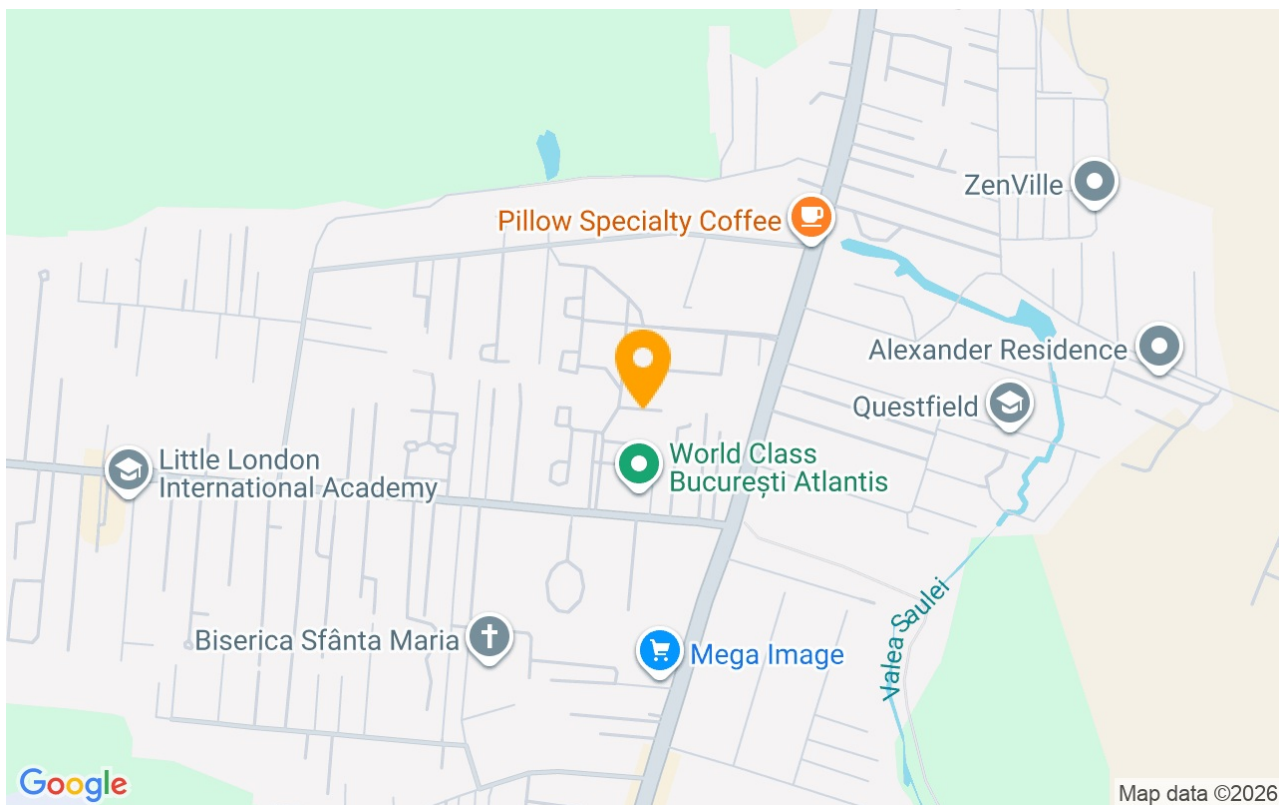 ZenVille
Pillow Specialty Coffee
Alexander Residence
Questfield
World Class
București Atlantis
Little London
International Academy
Valea Saulei
Biserica Sfânta Maria
Mega Image
Google
Map data ©2026